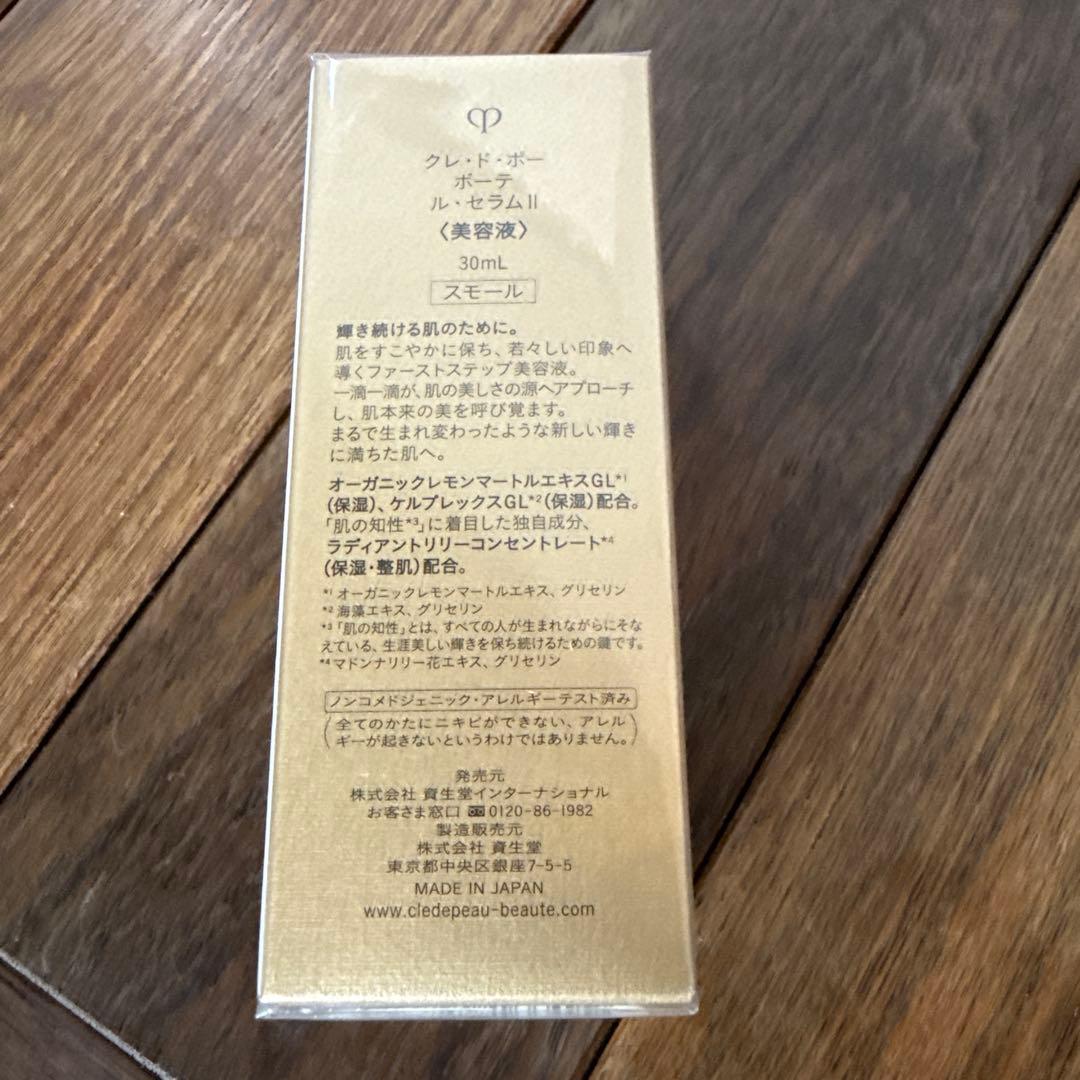 クレ・ド・ポー
ボーテ
ル・セラムII
〈美容液〉
30mL
スモール
輝き続ける肌のために。
肌をすこやかに保ち、若々しい印象へ
導くファーストステップ美容液。
一滴一滴が、肌の美しさの源へアプローチ
し、肌本来の美を呼び覚ます。
まるで生まれ変わったような新しい輝き
に満ちた肌へ。
オーガニックレモンマートルエキスGL*1
(保湿)、ケルプレックスGL*2(保湿)配合。
「肌の知性*3」に着目した独自成分、
ラディアントリリーコンセントレート*4
(保湿・整肌)配合。
*1 オーガニックレモンマートルエキス、グリセリン
*2 海藻エキス、グリセリン
*3「肌の知性」とは、すべての人が生まれながらにそな
えている、生涯美しい輝きを保ち続けるための鍵です。
*4 マドンナリリー花エキス、グリセリン
ノンコメドジェニック・アレルギーテスト済み
(全てのかたにニキビができない、アレル
ギーが起きないというわけではありません。)
発売元
株式会社 資生堂インターナショナル
お客さま窓口 0120-86-1982
製造販売元
株式会社 資生堂
東京都中央区銀座7-5-5
MADE IN JAPAN
www.cledepeau-beaute.com